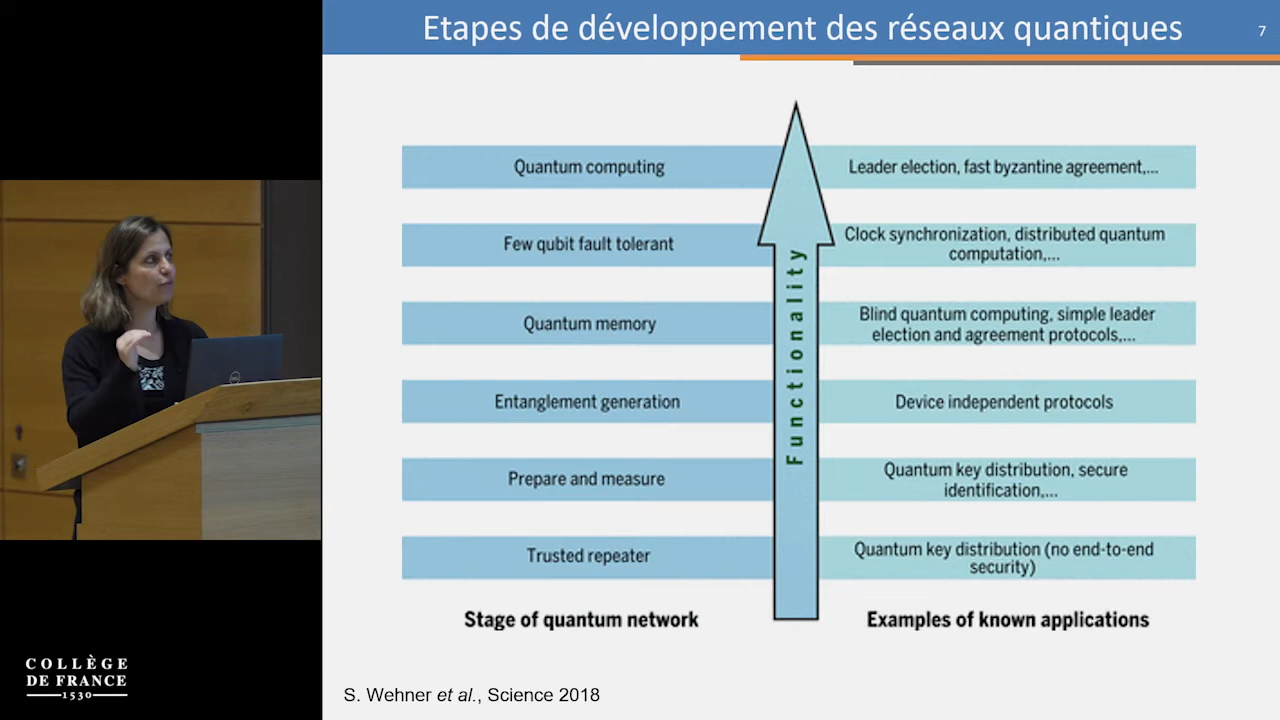 Etapes de développement des réseaux quantiques
7
Quantum computing
Leader election, fast byzantine agreement,...
Few qubit fault tolerant
Clock synchronization, distributed quantum
computation,...
Quantum memory
Blind quantum computing, simple leader
election and agreement protocols,...
Entanglement generation
Device independent protocols
Prepare and measure
Quantum key distribution, secure
identification,...
Trusted repeater
Quantum key distribution (no end-to-end
security)
Functionality
Stage of quantum network
Examples of known applications
S. Wehner et al., Science 2018
COLLÈGE
DE FRANCE
1530
DELL